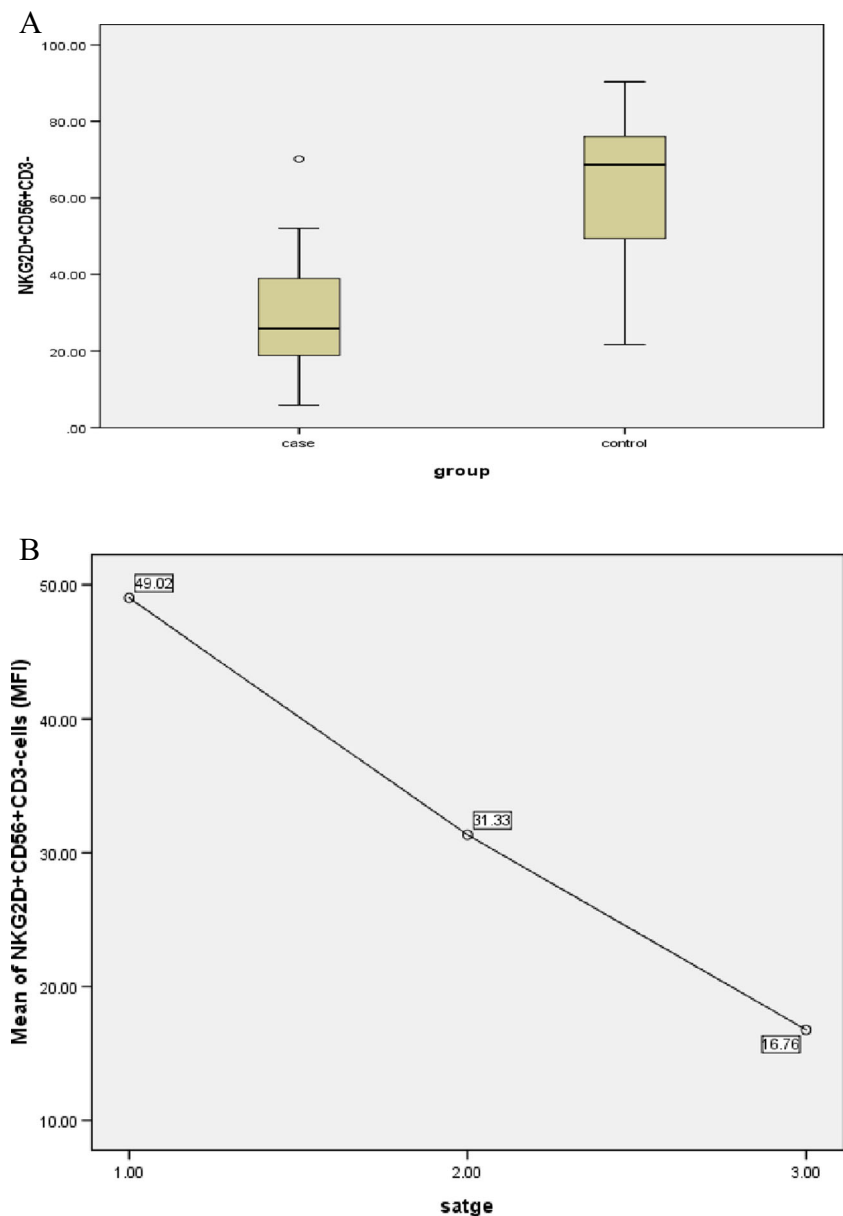 A
100.00
80.00
60.00
40.00
20.00
.00
NKG2D+CD56+CD3-
case
control
group
B
50.00
40.00
30.00
20.00
10.00
Mean of NKG2D+CD56+CD3-cells (MFI)
49.02
31.33
16.76
1.00
2.00
3.00
satge